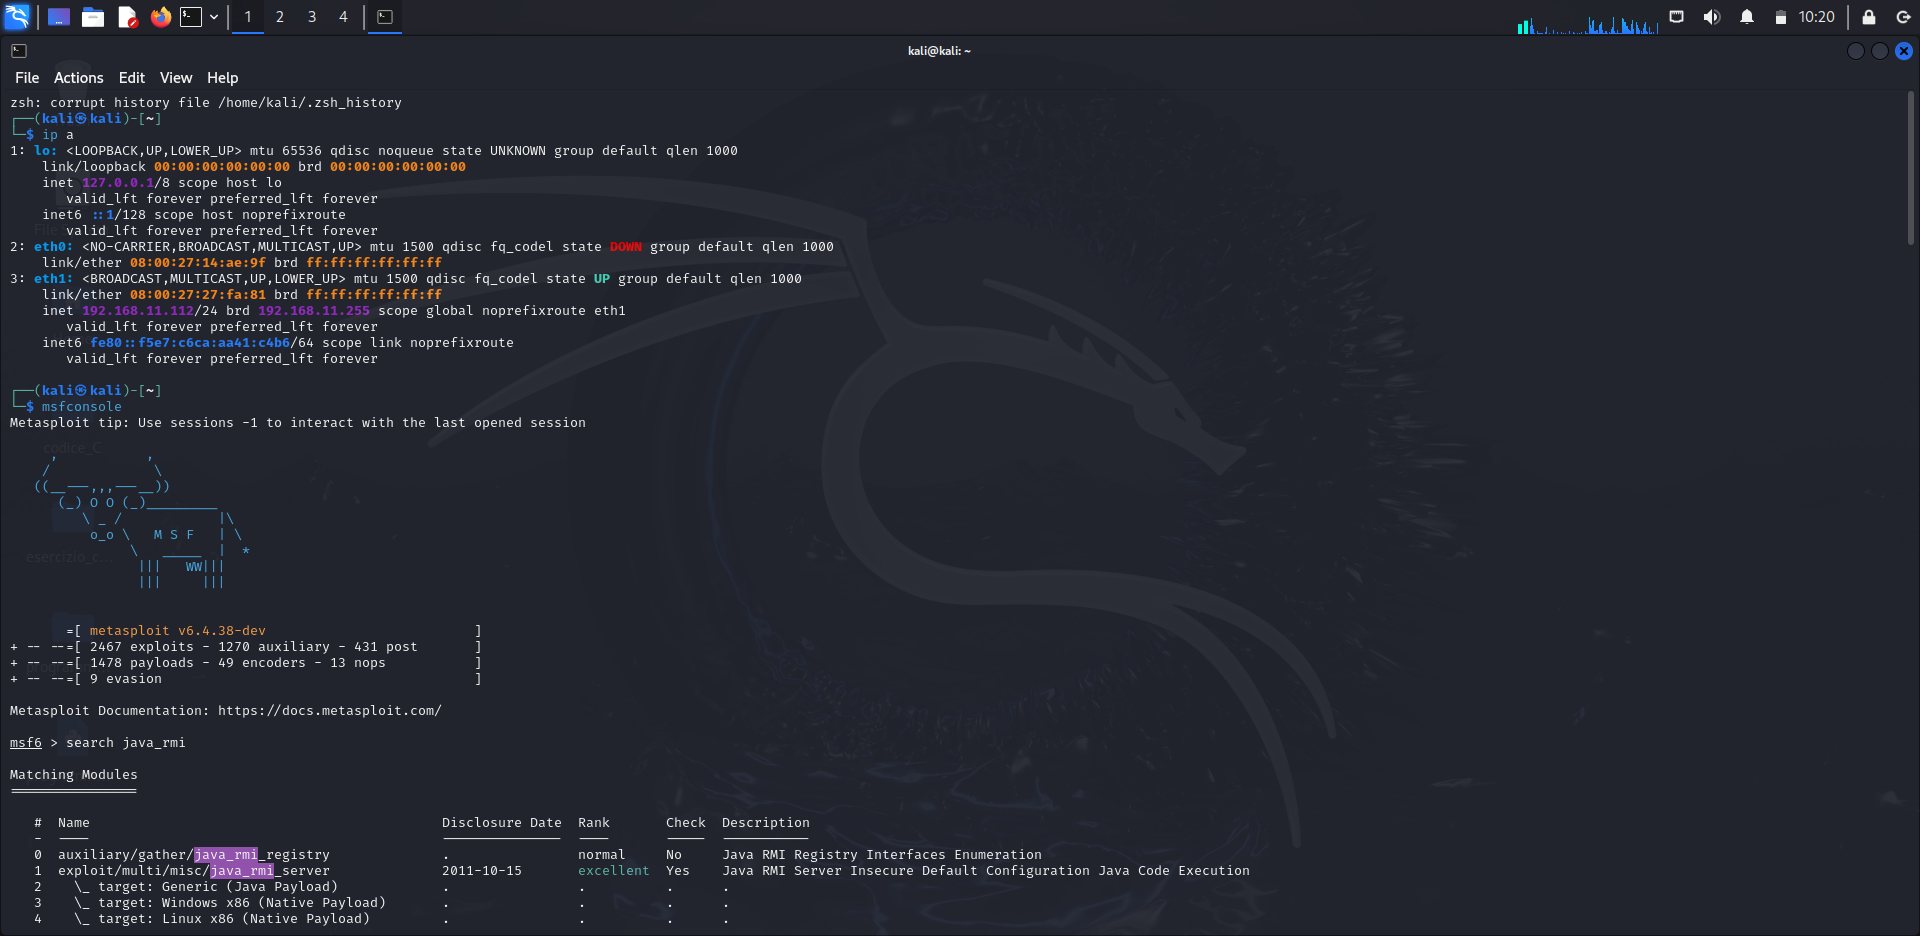 1 2 3 4 10:20
kali@kali: ~
File Actions Edit View Help
zsh: corrupt history file /home/kali/.zsh_history
┌──(kali㉿kali)-[~]
└─$ ip a
1: lo: <LOOPBACK,UP,LOWER_UP> mtu 65536 qdisc noqueue state UNKNOWN group default qlen 1000
    link/loopback 00:00:00:00:00:00 brd 00:00:00:00:00:00
    inet 127.0.0.1/8 scope host lo
       valid_lft forever preferred_lft forever
    inet6 ::1/128 scope host noprefixroute
       valid_lft forever preferred_lft forever
2: eth0: <NO-CARRIER,BROADCAST,MULTICAST,UP> mtu 1500 qdisc fq_codel state DOWN group default qlen 1000
    link/ether 08:00:27:14:ae:9f brd ff:ff:ff:ff:ff:ff
3: eth1: <BROADCAST,MULTICAST,UP,LOWER_UP> mtu 1500 qdisc fq_codel state UP group default qlen 1000
    link/ether 08:00:27:27:fa:81 brd ff:ff:ff:ff:ff:ff
    inet 192.168.11.112/24 brd 192.168.11.255 scope global noprefixroute eth1
       valid_lft forever preferred_lft forever
    inet6 fe80::f5e7:c6ca:aa41:c4b6/64 scope link noprefixroute
       valid_lft forever preferred_lft forever
┌──(kali㉿kali)-[~]
└─$ msfconsole
Metasploit tip: Use sessions -1 to interact with the last opened session
codice_C
     ,           ,
    /             \
   ((__---,,,---__))
      (_) O O (_)_________
         \ _ /            |\
          o_o \   M S F   | \
               \   _____  |  *
                |||   WW|||
                |||     |||
esercizio_c...
       =[ metasploit v6.4.38-dev                          ]
+ -- --=[ 2467 exploits - 1270 auxiliary - 431 post       ]
+ -- --=[ 1478 payloads - 49 encoders - 13 nops           ]
+ -- --=[ 9 evasion                                       ]
Metasploit Documentation: https://docs.metasploit.com/
msf6 > search java_rmi
Matching Modules
================
   #  Name                                            Disclosure Date  Rank       Check  Description
   -  ----                                            ---------------  ----       -----  -----------
   0  auxiliary/gather/java_rmi_registry              .                normal     No     Java RMI Registry Interfaces Enumeration
   1  exploit/multi/misc/java_rmi_server              2011-10-15       excellent  Yes    Java RMI Server Insecure Default Configuration Java Code Execution
   2    \_ target: Generic (Java Payload)             .                .          .      .
   3    \_ target: Windows x86 (Native Payload)       .                .          .      .
   4    \_ target: Linux x86 (Native Payload)         .                .          .      .